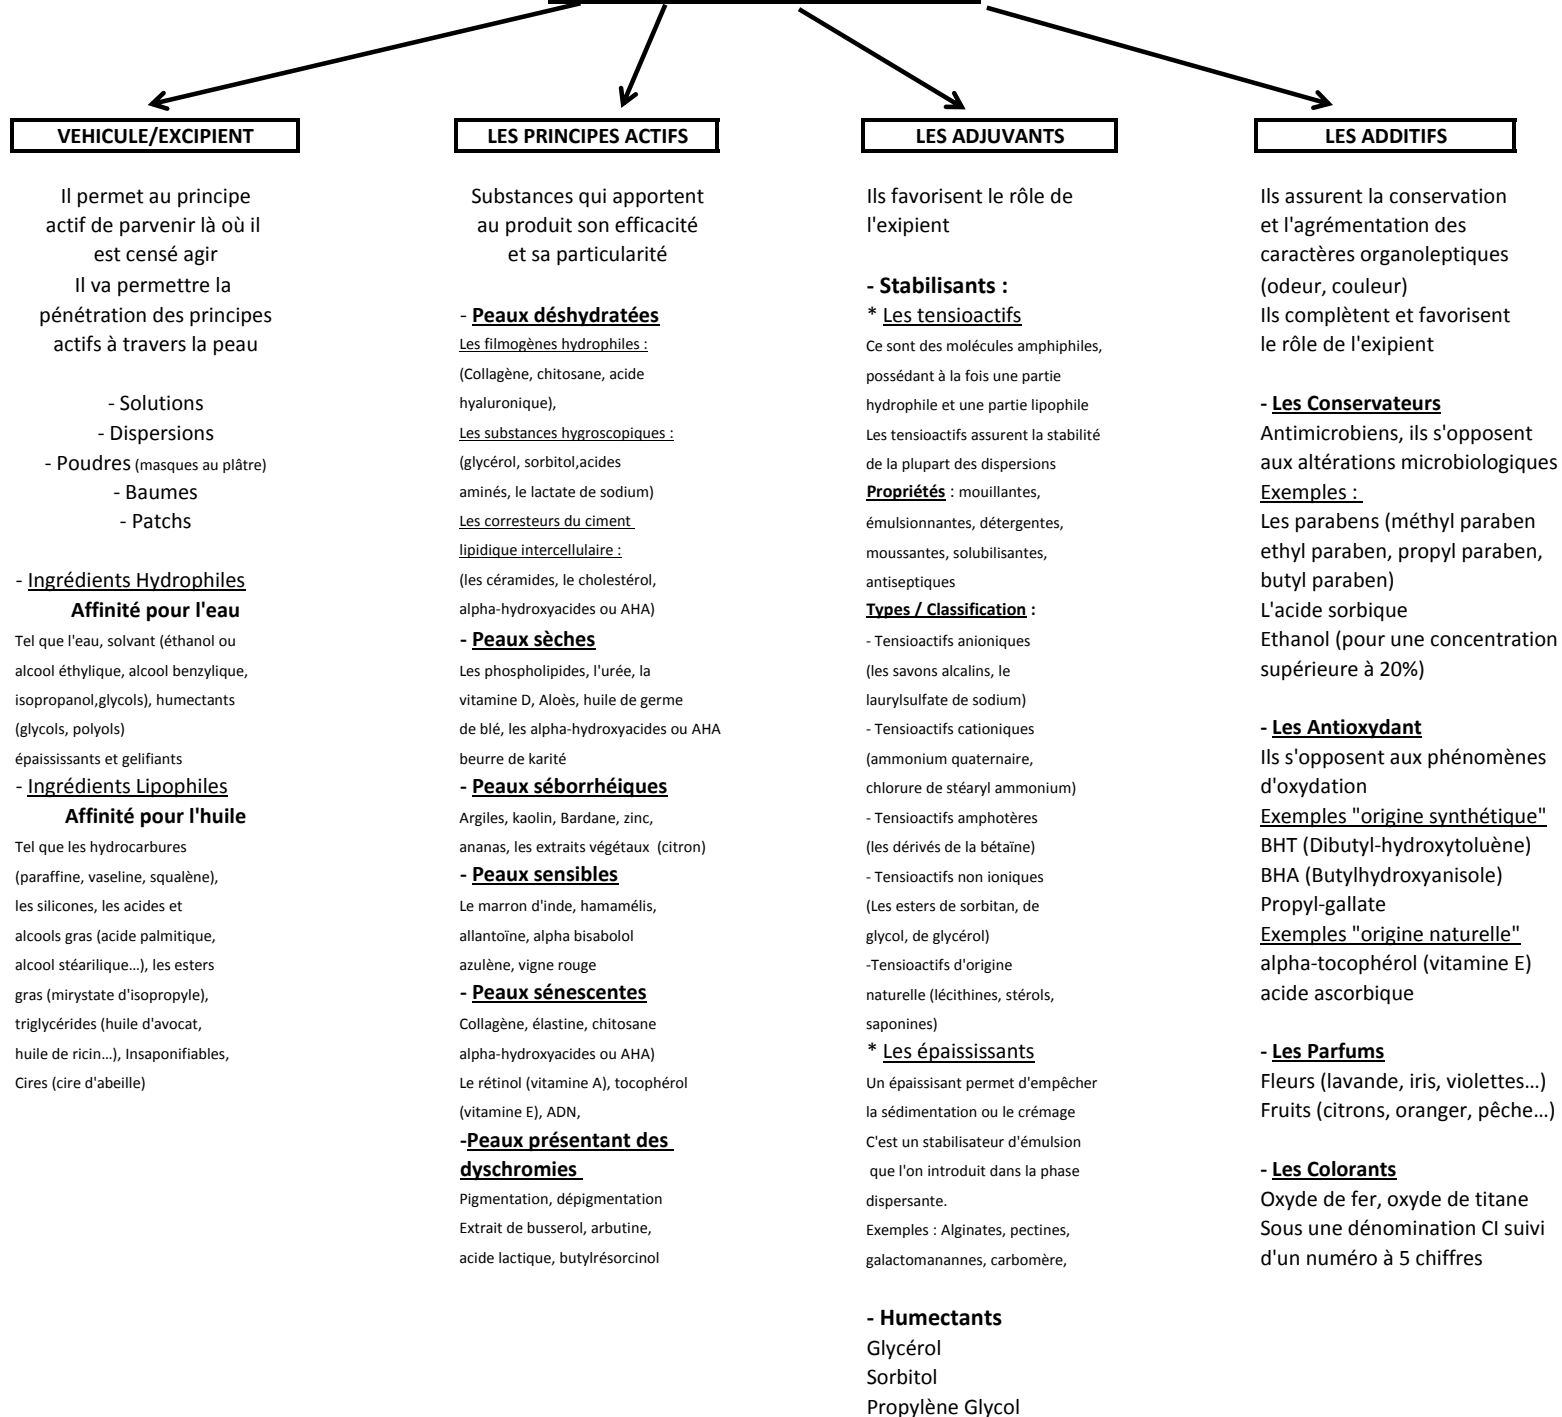 VEHICULE/EXCIPIENT
Il permet au principe
actif de parvenir là où il
est censé agir
Il va permettre la
pénétration des principes
actifs à travers la peau
- Solutions
- Dispersions
- Poudres (masques au plâtre)
- Baumes
- Patchs
- Ingrédients Hydrophiles
Affinité pour l'eau
Tel que l'eau, solvant (éthanol ou
alcool éthylique, alcool benzylique,
isopropanol,glycols), humectants
(glycols, polyols)
épaississants et gelifiants
- Ingrédients Lipophiles
Affinité pour l'huile
Tel que les hydrocarbures
(paraffine, vaseline, squalène),
les silicones, les acides et
alcools gras (acide palmitique,
alcool stéarilique…), les esters
gras (mirystate d'isopropyle),
triglycérides (huile d'avocat,
huile de ricin…), Insaponifiables,
Cires (cire d'abeille)
LES PRINCIPES ACTIFS
Substances qui apportent
au produit son efficacité
et sa particularité
- Peaux déshydratées
Les filmogènes hydrophiles :
(Collagène, chitosane, acide
hyaluronique),
Les substances hygroscopiques :
(glycérol, sorbitol,acides
aminés, le lactate de sodium)
Les corresteurs du ciment
lipidique intercellulaire :
(les céramides, le cholestérol,
alpha-hydroxyacides ou AHA)
- Peaux sèches
Les phospholipides, l'urée, la
vitamine D, Aloès, huile de germe
de blé, les alpha-hydroxyacides ou AHA
beurre de karité
- Peaux séborrhéiques
Argiles, kaolin, Bardane, zinc,
ananas, les extraits végétaux (citron)
- Peaux sensibles
Le marron d'inde, hamamélis,
allantoïne, alpha bisabolol
azulène, vigne rouge
- Peaux sénescentes
Collagène, élastine, chitosane
alpha-hydroxyacides ou AHA)
Le rétinol (vitamine A), tocophérol
(vitamine E), ADN,
-Peaux présentant des
dyschromies
Pigmentation, dépigmentation
Extrait de busserol, arbutine,
acide lactique, butylrésorcinol
LES ADJUVANTS
Ils favorisent le rôle de
l'exipient
- Stabilisants :
* Les tensioactifs
Ce sont des molécules amphiphiles,
possédant à la fois une partie
hydrophile et une partie lipophile
Les tensioactifs assurent la stabilité
de la plupart des dispersions
Propriétés : mouillantes,
émulsionnantes, détergentes,
moussantes, solubilisantes,
antiseptiques
Types / Classification :
- Tensioactifs anioniques
(les savons alcalins, le
laurylsulfate de sodium)
- Tensioactifs cationiques
(ammonium quaternaire,
chlorure de stéaryl ammonium)
- Tensioactifs amphotères
(les dérivés de la bétaïne)
- Tensioactifs non ioniques
(Les esters de sorbitan, de
glycol, de glycérol)
-Tensioactifs d'origine
naturelle (lécithines, stérols,
saponines)
* Les épaississants
Un épaissisant permet d'empêcher
la sédimentation ou le crémage
C'est un stabilisateur d'émulsion
que l'on introduit dans la phase
dispersante.
Exemples : Alginates, pectines,
galactomanannes, carbomère,
- Humectants
Glycérol
Sorbitol
Propylène Glycol
LES ADDITIFS
Ils assurent la conservation
et l'agrémentation des
caractères organoleptiques
(odeur, couleur)
Ils complètent et favorisent
le rôle de l'exipient
- Les Conservateurs
Antimicrobiens, ils s'opposent
aux altérations microbiologiques
Exemples :
Les parabens (méthyl paraben
ethyl paraben, propyl paraben,
butyl paraben)
L'acide sorbique
Ethanol (pour une concentration
supérieure à 20%)
- Les Antioxydant
Ils s'opposent aux phénomènes
d'oxydation
Exemples "origine synthétique"
BHT (Dibutyl-hydroxytoluène)
BHA (Butylhydroxyanisole)
Propyl-gallate
Exemples "origine naturelle"
alpha-tocophérol (vitamine E)
acide ascorbique
- Les Parfums
Fleurs (lavande, iris, violettes…)
Fruits (citrons, oranger, pêche…)
- Les Colorants
Oxyde de fer, oxyde de titane
Sous une dénomination CI suivi
d'un numéro à 5 chiffres